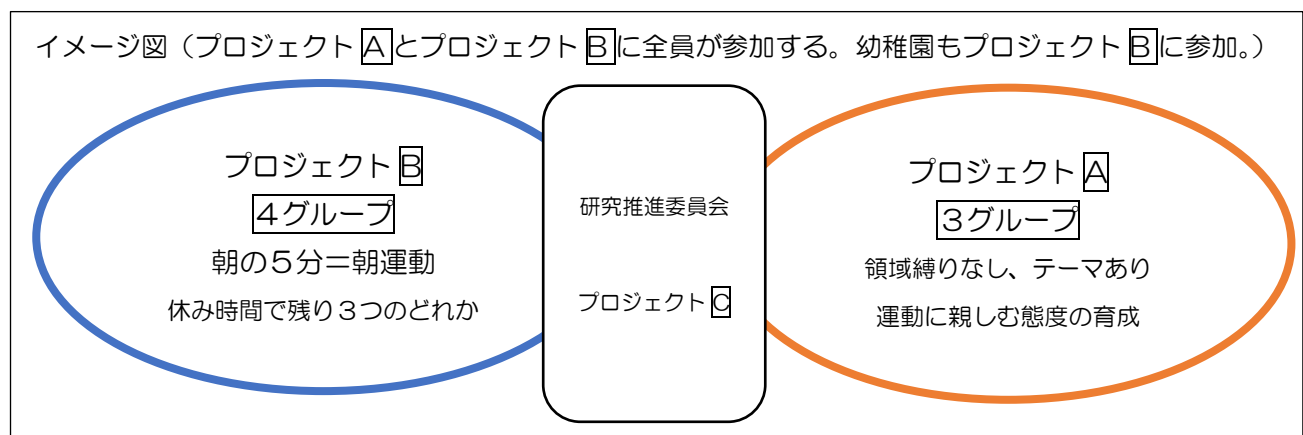 イメージ図（プロジェクトAとプロジェクトBに全員が参加する。幼稚園もプロジェクトBに参加。）
プロジェクトB
4グループ
朝の５分＝朝運動
休み時間で残り３つのどれか
研究推進委員会
プロジェクトC
プロジェクトA
３グループ
領域縛りなし、テーマあり
運動に親しむ態度の育成